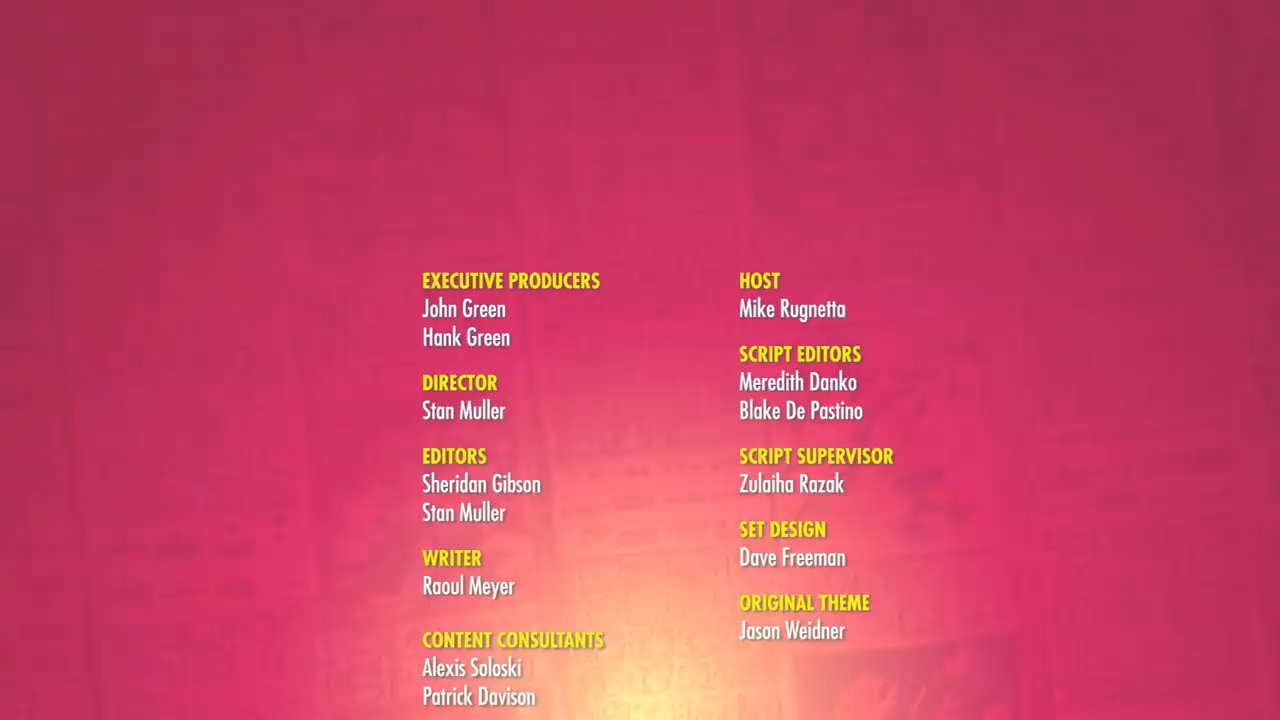 EXECUTIVE PRODUCERS
John Green
Hank Green
DIRECTOR
Stan Muller
EDITORS
Sheridan Gibson
Stan Muller
WRITER
Raoul Meyer
CONTENT CONSULTANTS
Alexis Soloski
Patrick Davison
HOST
Mike Rugnetta
SCRIPT EDITORS
Meredith Danko
Blake De Pastino
SCRIPT SUPERVISOR
Zulaiha Razak
SET DESIGN
Dave Freeman
ORIGINAL THEME
Jason Weidner